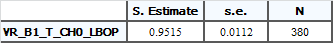 S. Estimate s.e. N
VR_B1_T_CH0_LBOP 0.9515 0.0112 380